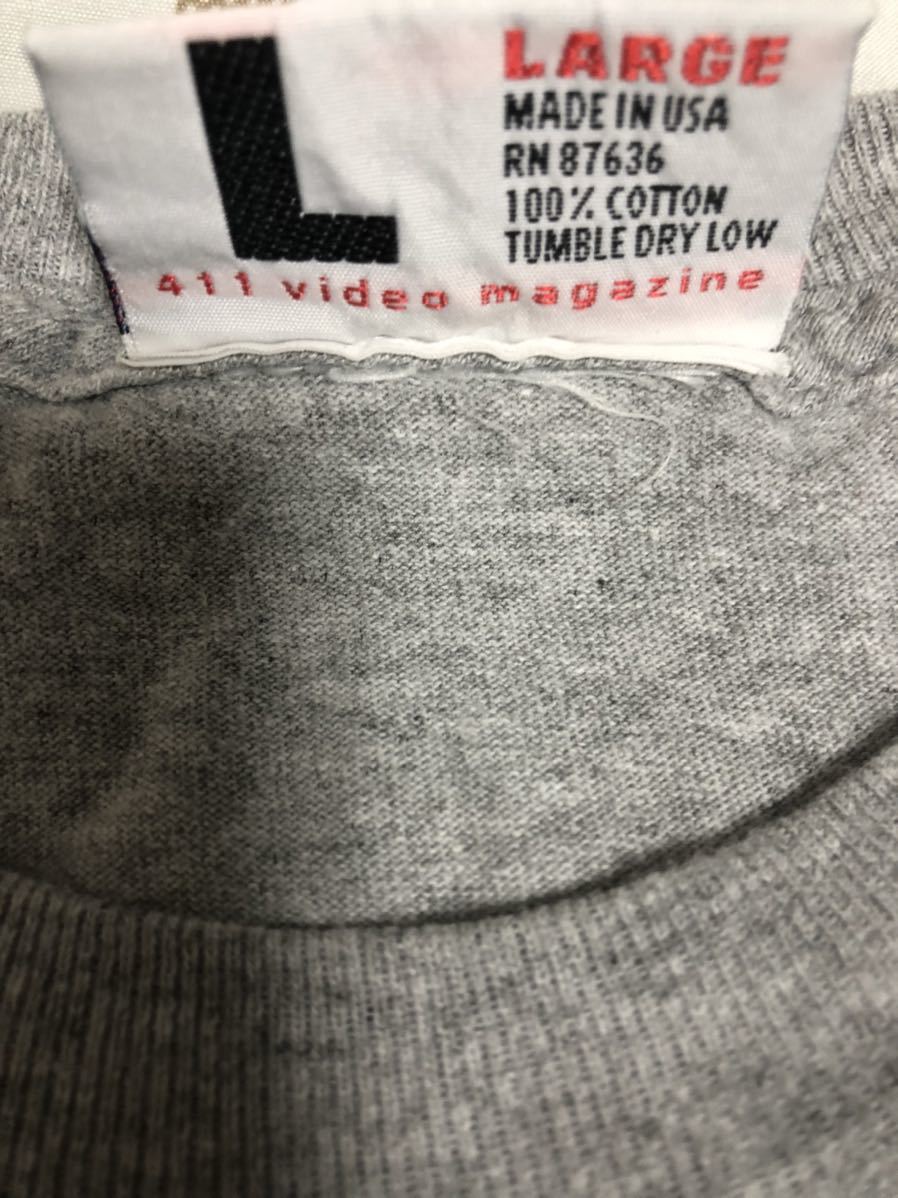 L
LARGE
MADE IN USA
RN 87636
100% COTTON
TUMBLE DRY LOW
411 video magazine